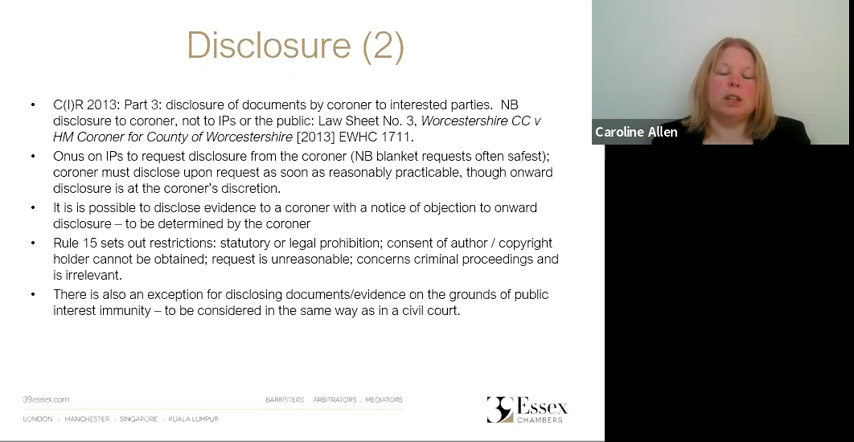 Disclosure (2)
• C(I)R 2013: Part 3: disclosure of documents by coroner to interested parties. NB
disclosure to coroner, not to IPs or the public: Law Sheet No. 3, Worcestershire CC v
HM Coroner for County of Worcestershire [2013] EWHC 1711.
• Onus on IPs to request disclosure from the coroner (NB blanket requests often safest);
coroner must disclose upon request as soon as reasonably practicable, though onward
disclosure is at the coroner's discretion.
• It is is possible to disclose evidence to a coroner with a notice of objection to onward
disclosure – to be determined by the coroner
• Rule 15 sets out restrictions: statutory or legal prohibition; consent of author / copyright
holder cannot be obtained; request is unreasonable; concerns criminal proceedings and
is irrelevant.
• There is also an exception for disclosing documents/evidence on the grounds of public
interest immunity – to be considered in the same way as in a civil court.
Caroline Allen
39essex.com
BARRISTERS . ARBITRATORS . MEDIATORS
LONDON . MANCHESTER . SINGAPORE . KUALA LUMPUR
39 Essex
CHAMBERS